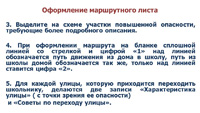 Оформление маршрутного листа
3. Выделите на схеме участки повышенной опасности,
требующие более подробного описания.
4. При оформлении маршрута на бланке сплошной
линией со стрелкой и цифрой «1» над линией
обозначается путь движения из дома в школу, путь из
школы домой обозначается так же, только над линией
ставится цифра «2».
5. Для каждой улицы, которую приходится переходить
школьнику, делаются две записи «Характеристика
улицы» ( с точки зрения ее опасности)
и «Советы по переходу улицы».